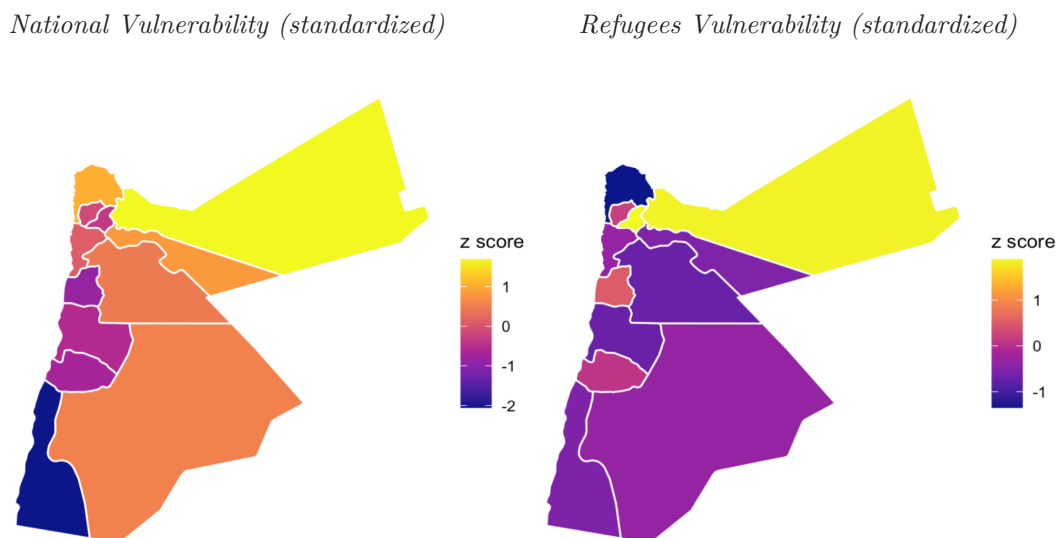 National Vulnerability (standardized)
Refugees Vulnerability (standardized)
z score
1
0
-1
-2
z score
1
0
-1